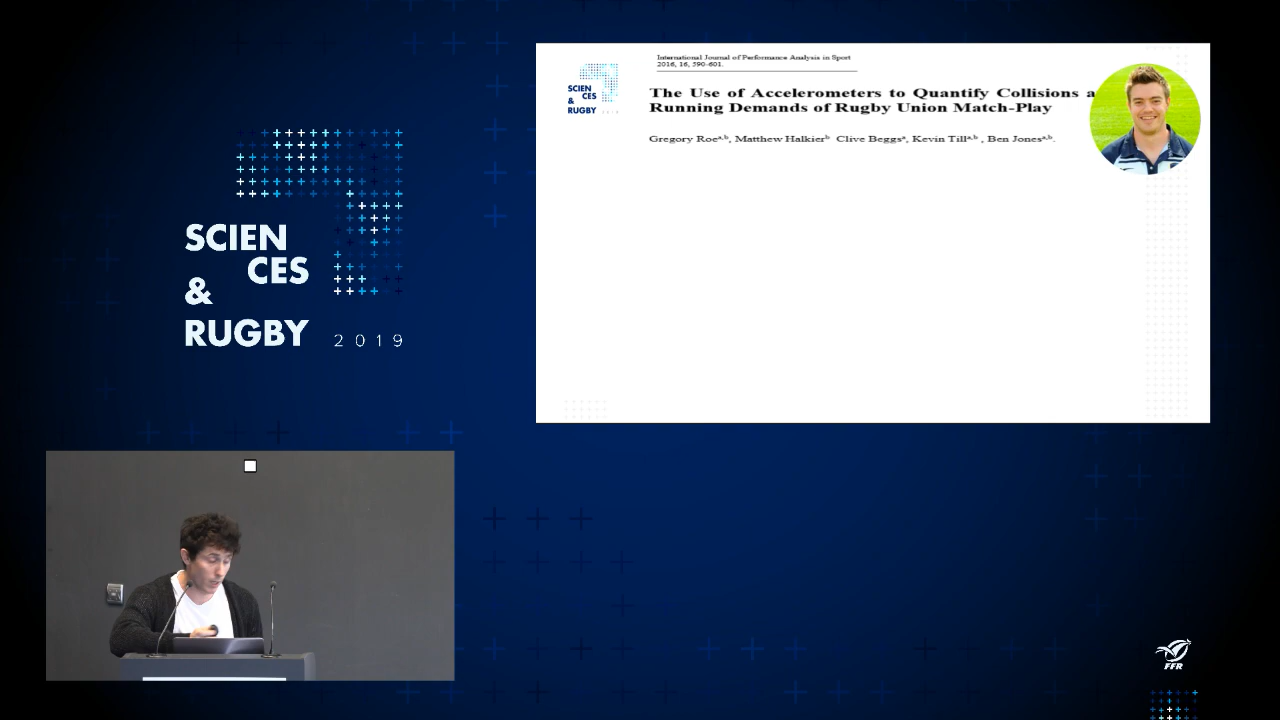 SCIEN
CES
&
RUGBY 2019
International Journal of Performance Analysis in Sport
2016, 16, 590-601.
The Use of Accelerometers to Quantify Collisions a
Running Demands of Rugby Union Match-Play
Gregory Roeᵃ,ᵇ, Matthew Halkierᵇ Clive Beggsᵃ, Kevin Tillᵃ,ᵇ , Ben Jonesᵃ,ᵇ.
SCIEN
CES
&
RUGBY 2019
FFR